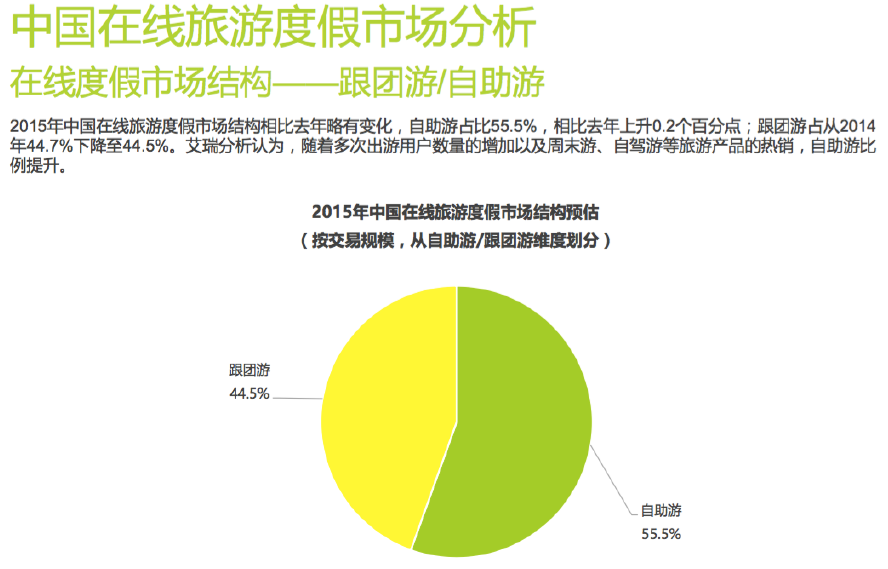 中国在线旅游度假市场分析
在线度假市场结构——跟团游/自助游
2015年中国在线旅游度假市场结构相比去年略有变化，自助游占比55.5%，相比去年上升0.2个百分点；跟团游占从2014
年44.7%下降至44.5%。艾瑞分析认为，随着多次出游用户数量的增加以及周末游、自驾游等旅游产品的热销，自助游比
例提升。
2015年中国在线旅游度假市场结构预估
（按交易规模，从自助游/跟团游维度划分）
跟团游
44.5%
自助游
55.5%